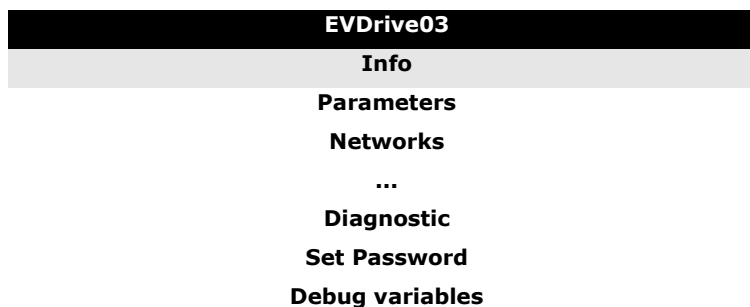 EVDrive03
Info
Parameters
Networks
...
Diagnostic
Set Password
Debug variables